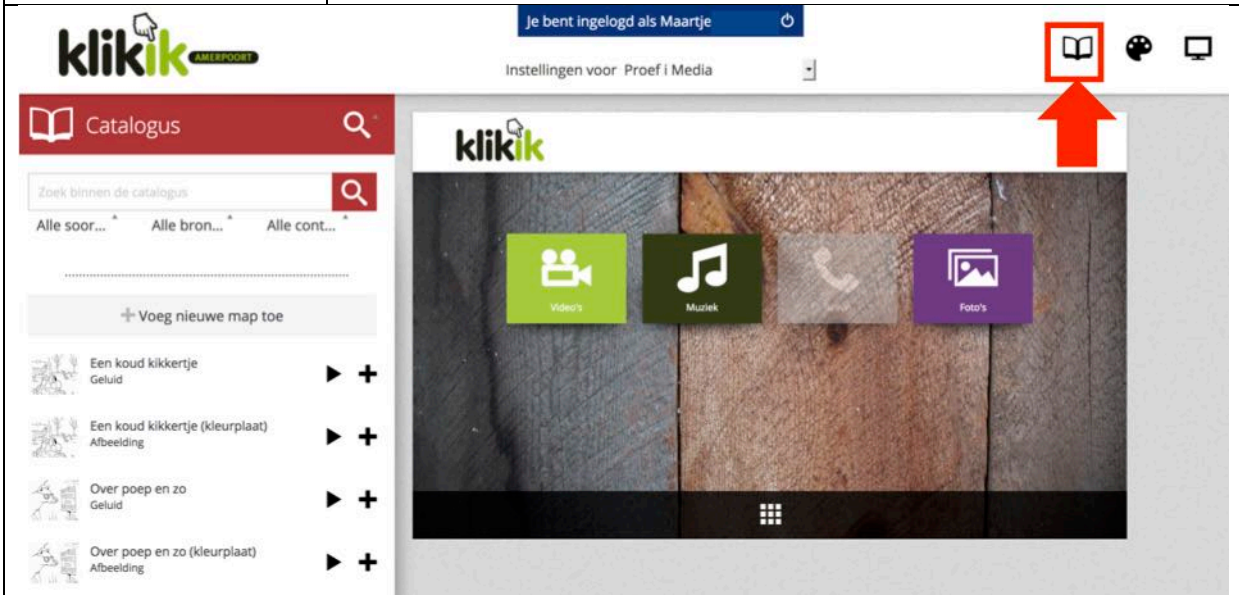 Je bent ingelogd als Maartje
klikik AMERPOORT
Instellingen voor Proef i Media
Catalogus
klikik
Zoek binnen de catalogus
Alle soor... Alle bron... Alle cont...
Voeg nieuwe map toe
Video's Muziek Foto's
Een koud kikkertje
Geluid
Een koud kikkertje (kleurplaat)
Afbeelding
Over poep en zo
Geluid
Over poep en zo (kleurplaat)
Afbeelding